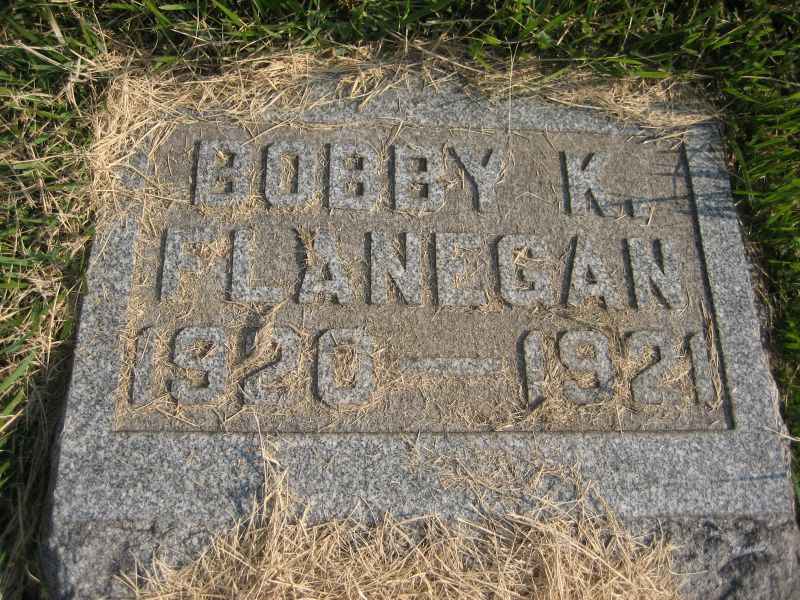 BOBBY K.
FLANEGAN
1920 — 1921